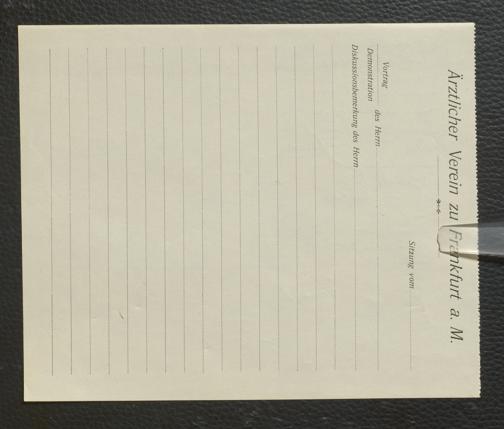 Ärztlicher Verein zu Frankfurt a. M.
Sitzung vom
Vortrag
Demonstration des Herrn
Diskussionsbemerkung des Herrn